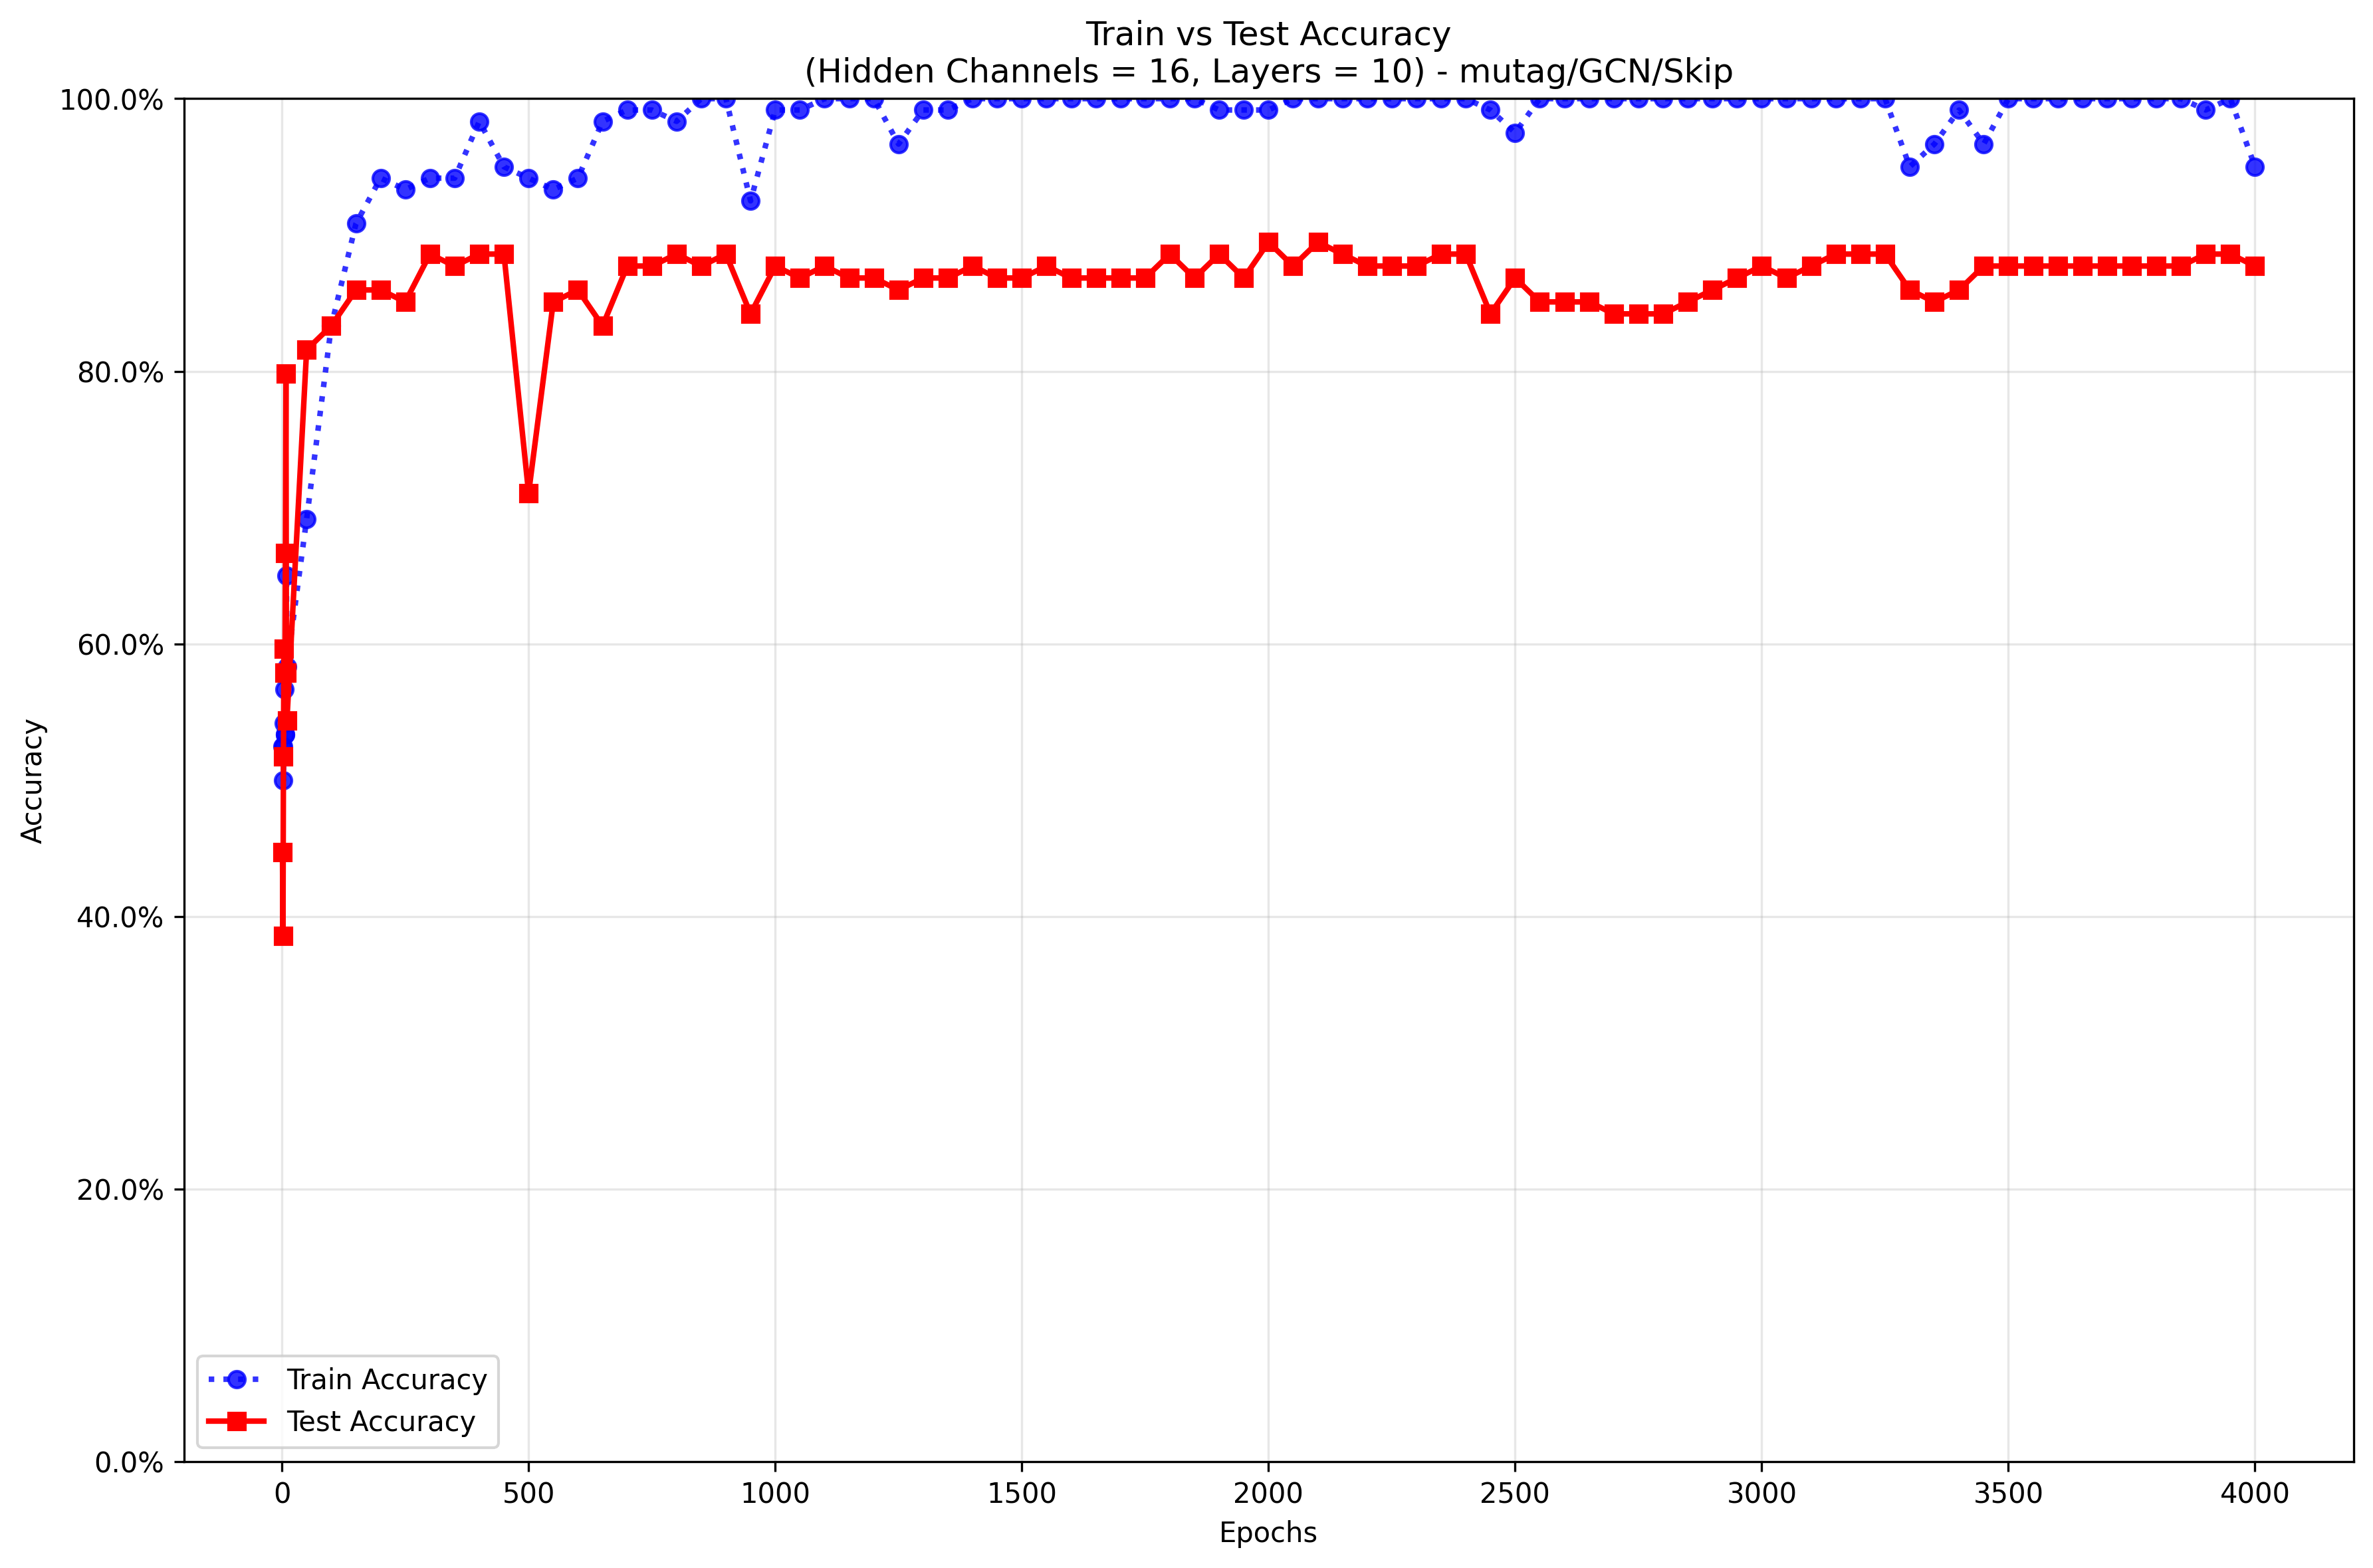 Train vs Test Accuracy
(Hidden Channels = 16, Layers = 10) - mutag/GCN/Skip
100.0%
80.0%
60.0%
40.0%
20.0%
0.0%
Accuracy
Train Accuracy
Test Accuracy
0 500 1000 1500 2000 2500 3000 3500 4000
Epochs